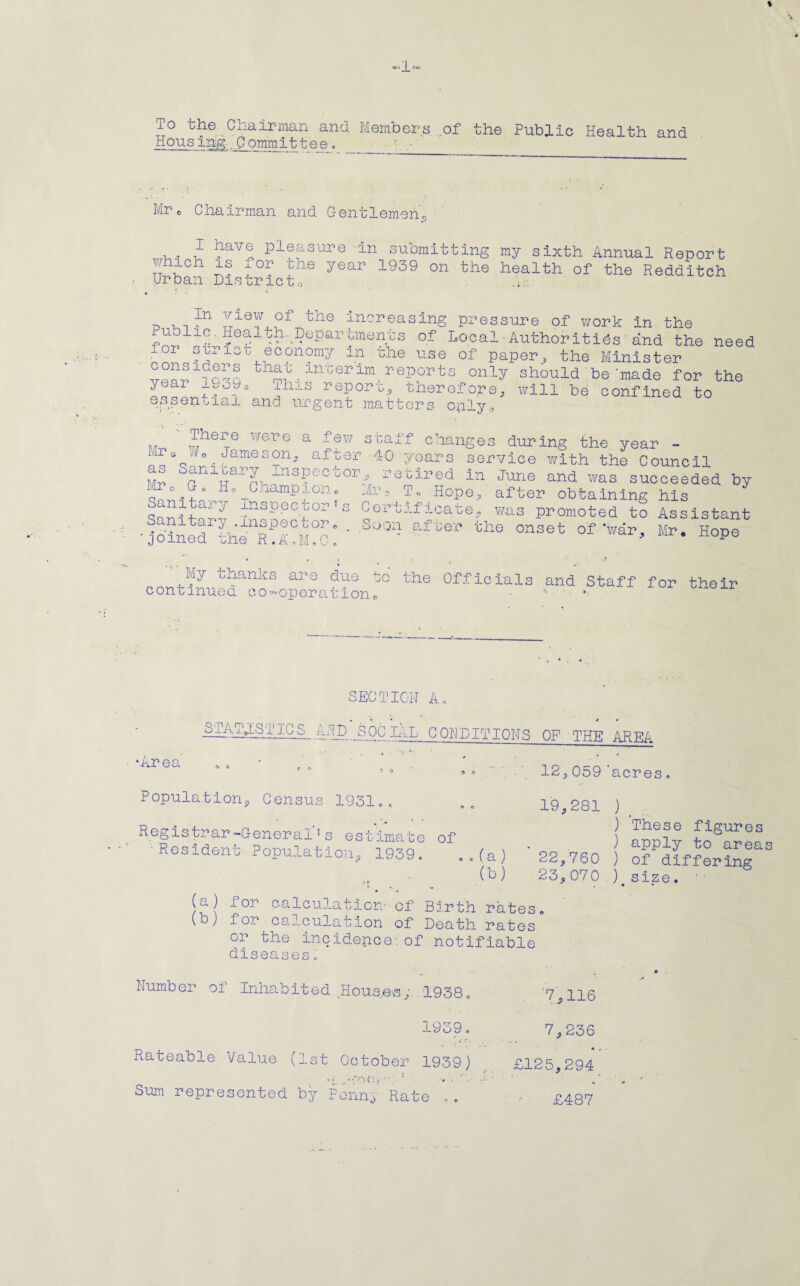 -1-
To the Chairman and Members of the Public Health and
Housing Committee.
Mr. Chairman and Gentlemen,
I have pleasure in submitting my sixth Annual Report
which is for the year 1939 on the health of the Redditch
Urban District.
In view of the increasing pressure of work in the
Public Health Departments of Local Authorities and the need
for strict economy in the use of paper, the Minister
considers that interim reports only should be made for the
year 1939. This report, therefore, will be confined to
essential and urgent matters only.
There were a few staff changes during the year -
Mr. W. Jameson, after 40 years service with the Council
as Sanitary Inspector, retired in June and was succeeded by
Mr. G. H. Champion. Mr. T. Hope, after obtaining his
Sanitary Inspector's Certificate, was promoted to Assistant
Sanitary Inspector. Soon after the onset of war, Mr. Hope
joined the R.A.M.C.
My thanks are due to the Officials and Staff for their
continued co-operation.
SECTION A.
STATISTICS AND SOCIAL CONDITIONS OF THE AREA
Area .. .. .. .. 12,059 acres.
Population, Census 1931.. .. 19,281 )
Registrar-General's estimate of ) These figures
Resident Population, 1939. ..(a) 22,760 ) apply to areas
(b) 23,070 ) of differing size.
(a) for calculation of Birth rates.
(b) for calculation of Death rates
or the incidence of notifiable
diseases.
Number of Inhabited Houses, 1938. 7,116
1939. 7,236
Rateable Value (1st October 1939) £125,294
Sum represented by Penny Rate .. £487